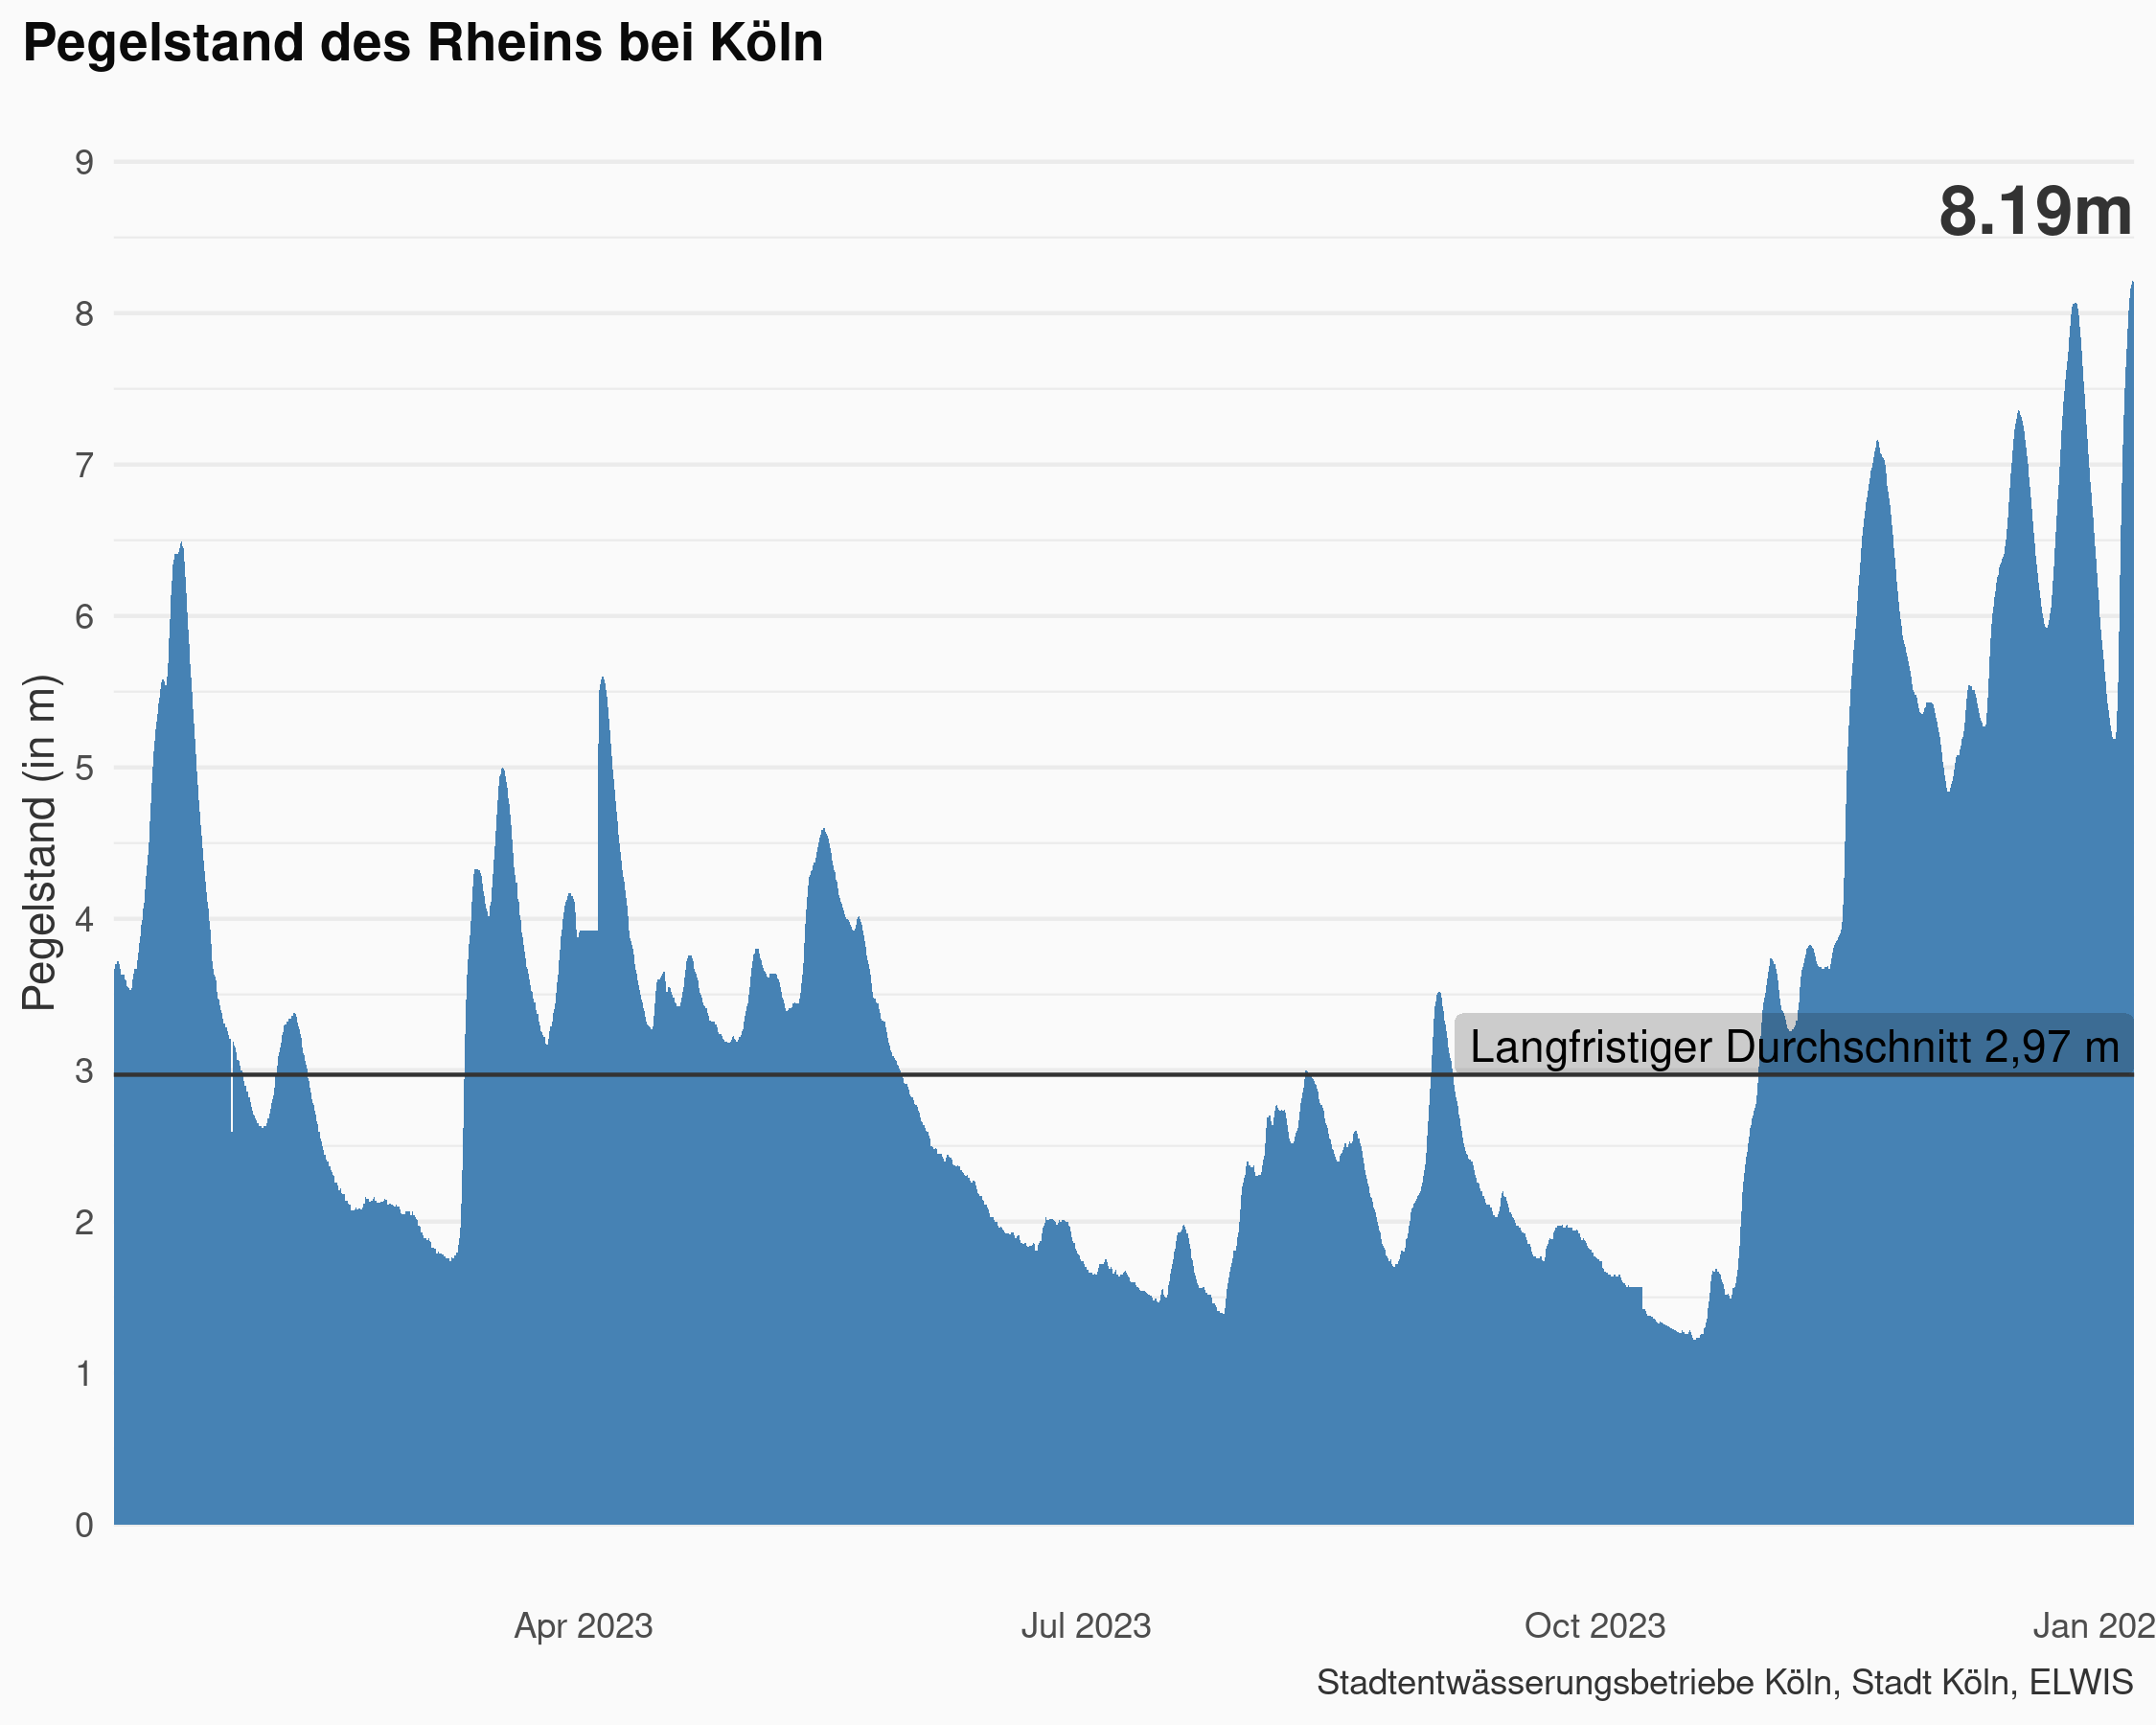 Pegelstand des Rheins bei Köln
9
8.19m
8
7
6
5
4
3
2
1
0
Pegelstand (in m)
Langfristiger Durchschnitt 2,97 m
Apr 2023 Jul 2023 Oct 2023 Jan 202
Stadtentwässerungsbetriebe Köln, Stadt Köln, ELWIS